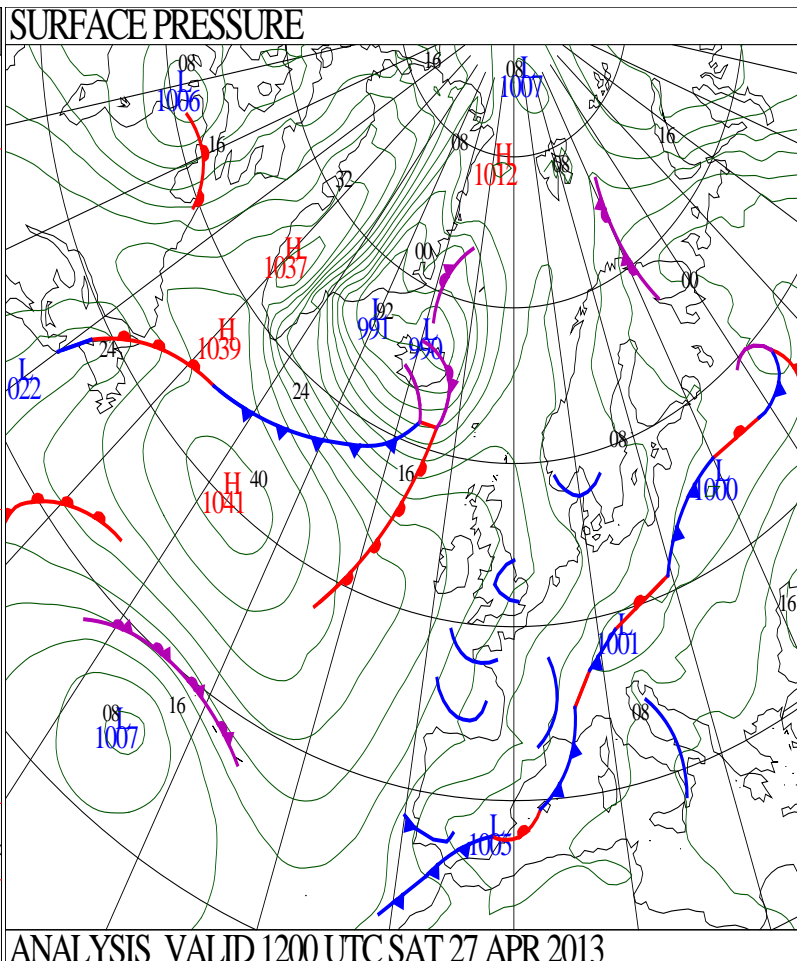 SURFACE PRESSURE
16
08
08
L
L
1006
1007
16
16
08
H
08
1012
32
00
H
00
1037
L
92
H
991
L
1039
990
24
L
022
24
08
16
H
40
L
1041
1000
16
L
1001
16
08
08
L
1007
L
1005
ANALYSIS VALID 1200 UTC SAT 27 APR 2013